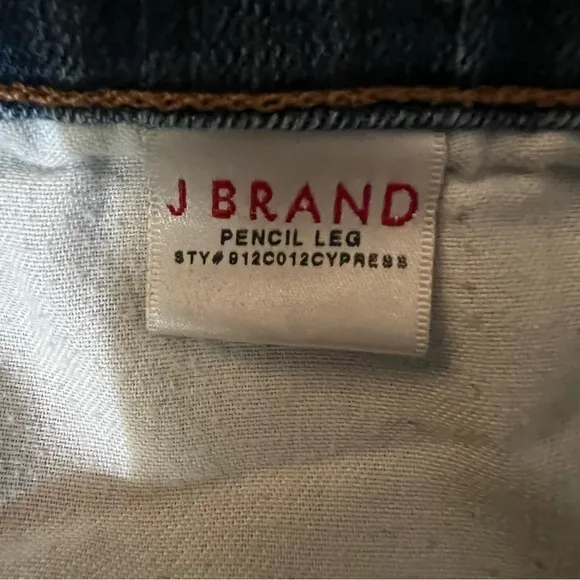 J BRAND
PENCIL LEG
STY#912C012CYPRESS